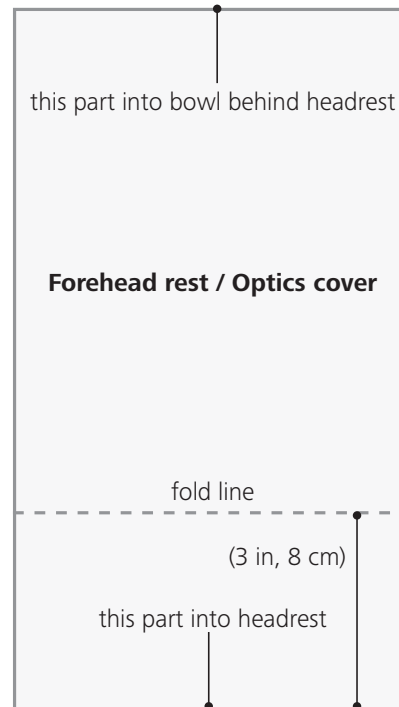 this part into bowl behind headrest
Forehead rest / Optics cover
fold line
(3 in, 8 cm)
this part into headrest